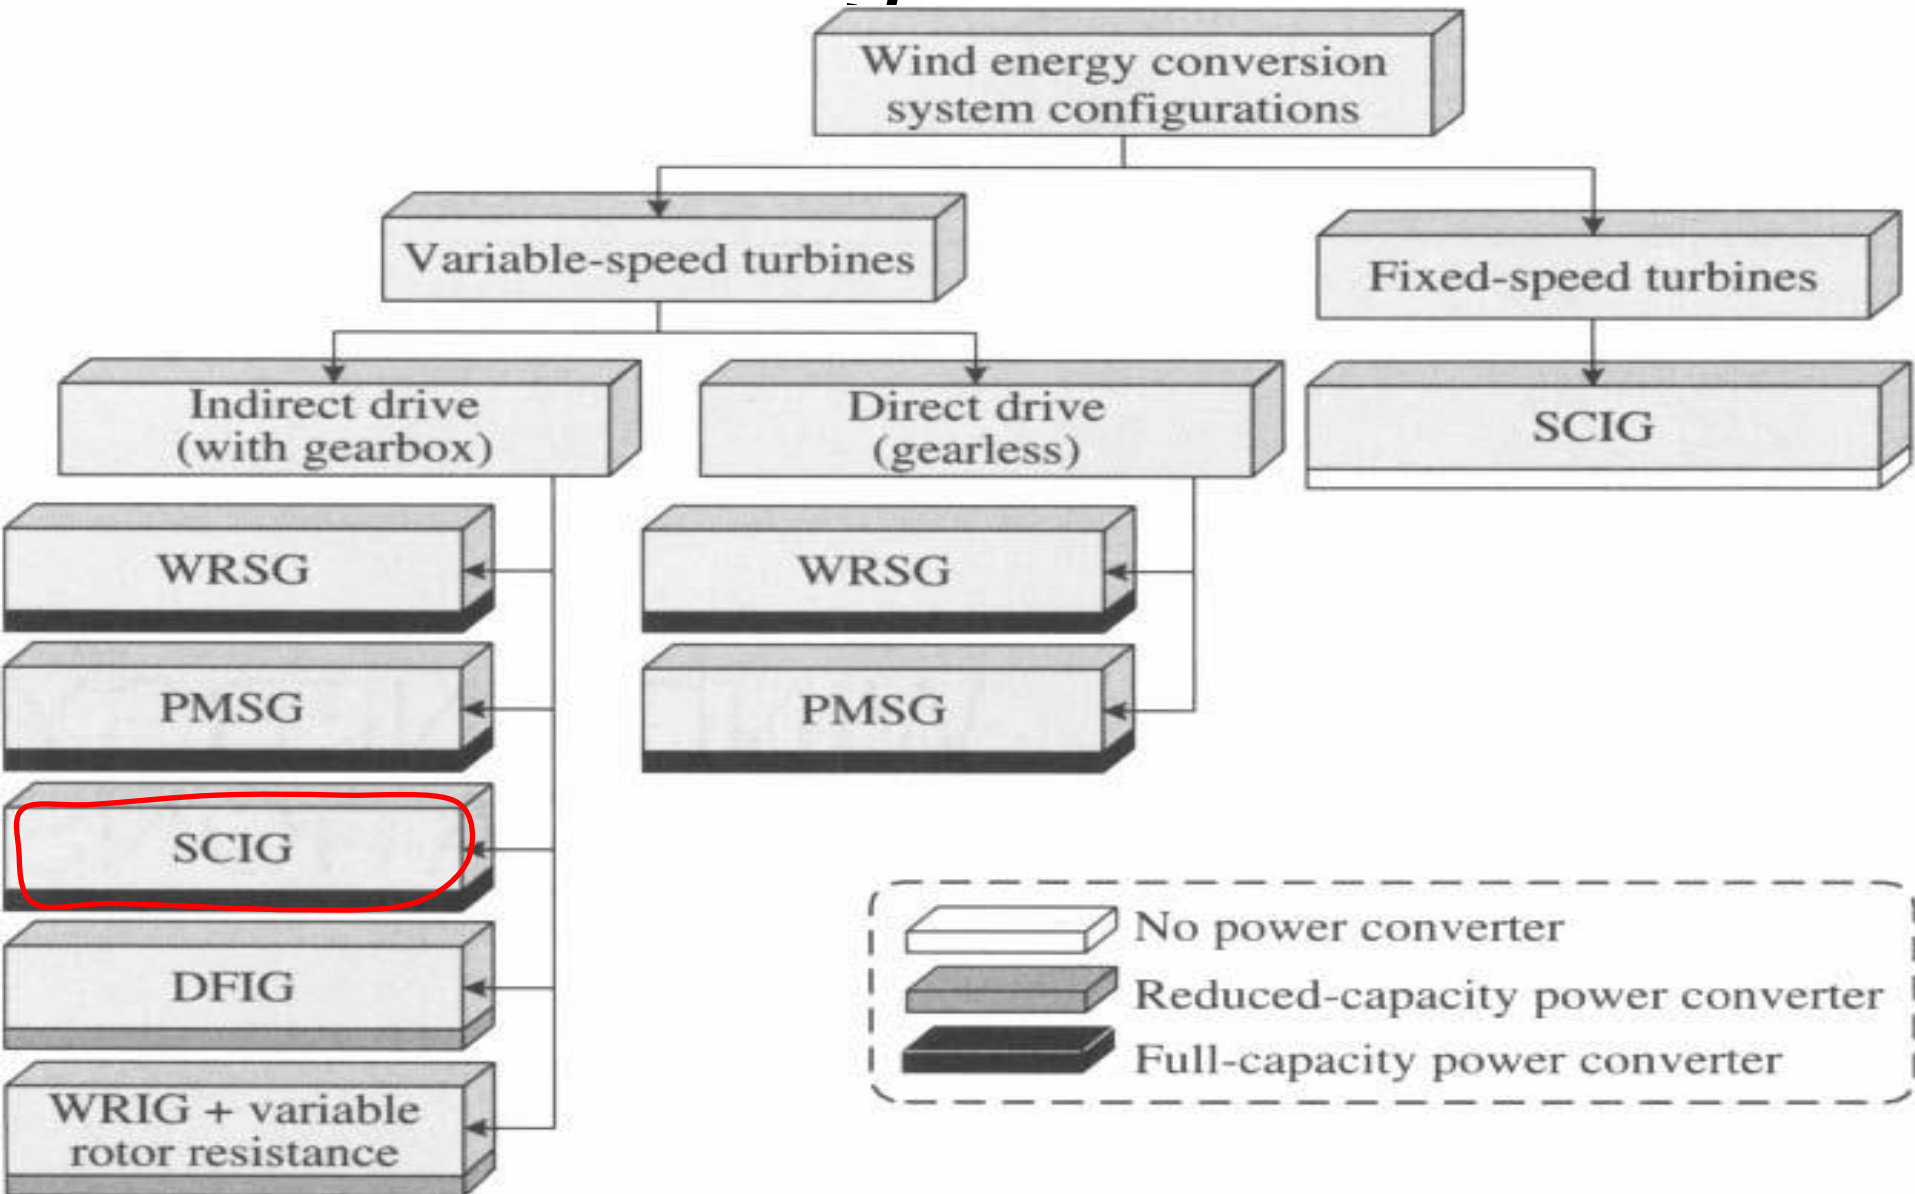 Wind energy conversion
system configurations
Variable-speed turbines
Fixed-speed turbines
Indirect drive
(with gearbox)
Direct drive
(gearless)
SCIG
WRSG
WRSG
PMSG
PMSG
SCIG
DFIG
WRIG + variable
rotor resistance
No power converter
Reduced-capacity power converter
Full-capacity power converter